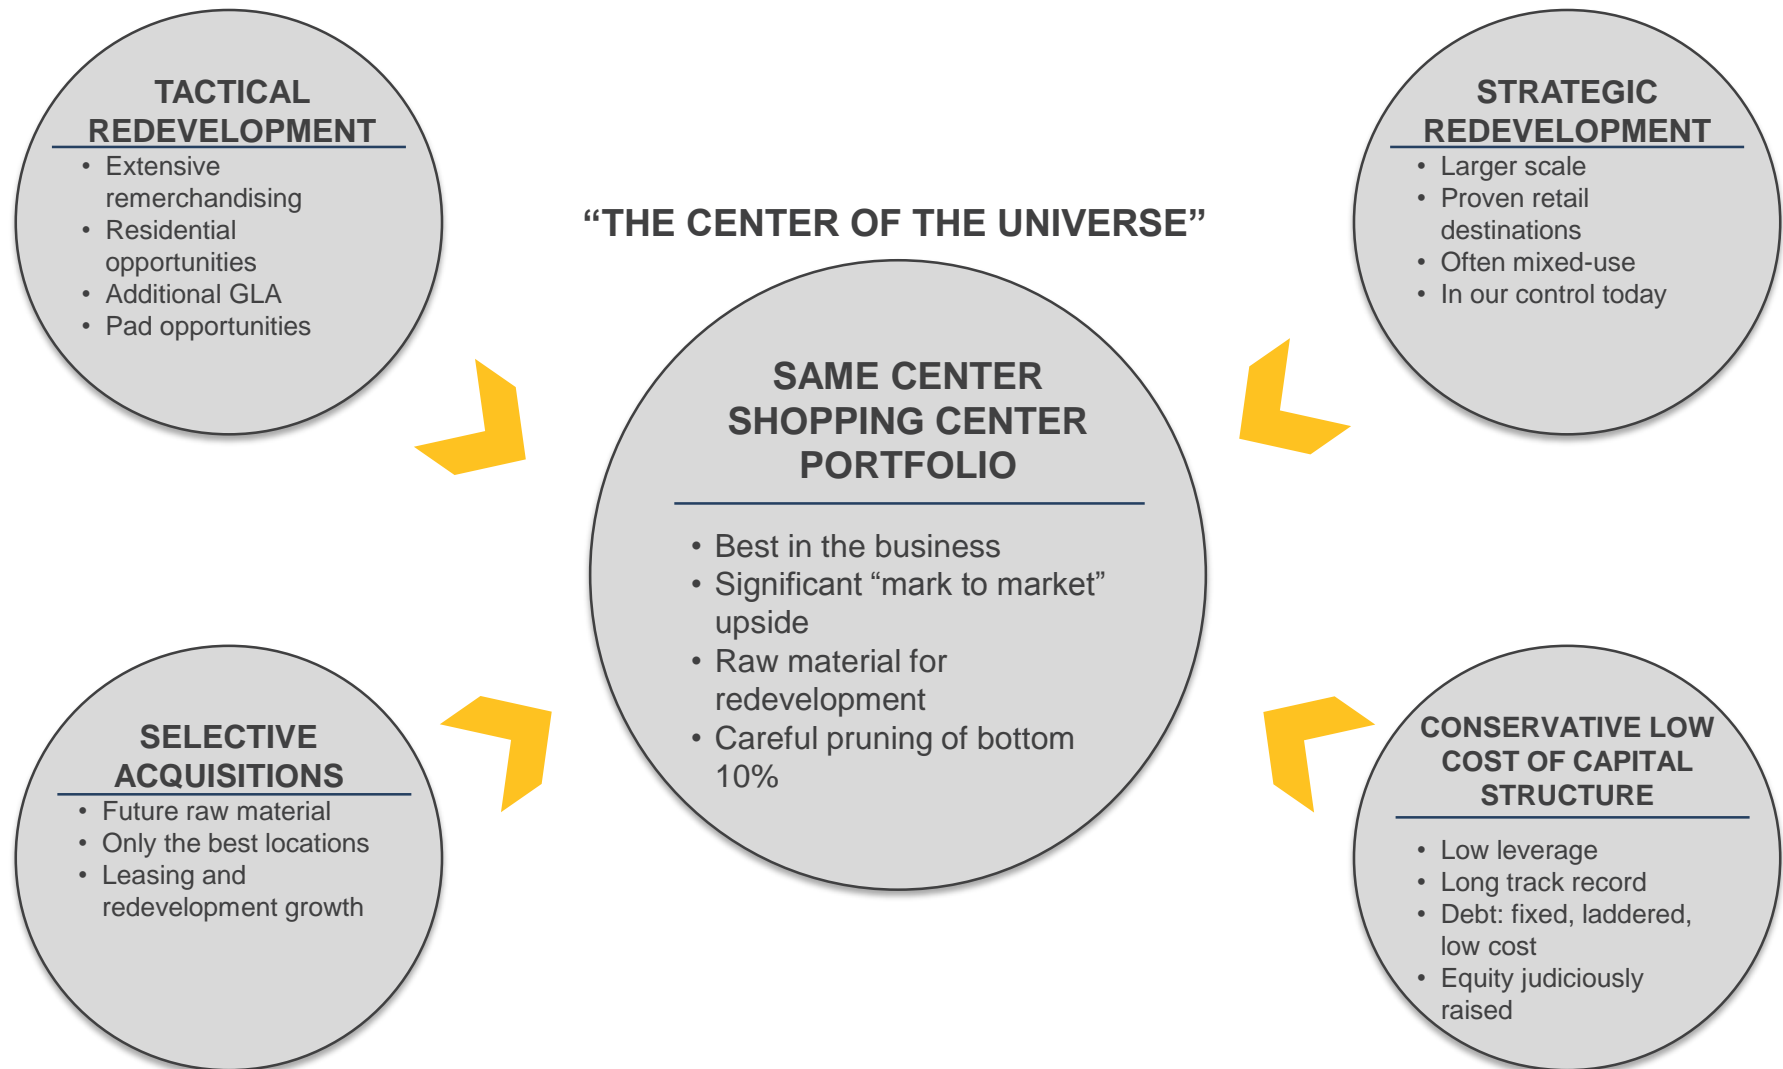 TACTICAL
REDEVELOPMENT
• Extensive
remerchandising
• Residential
opportunities
• Additional GLA
• Pad opportunities
STRATEGIC
REDEVELOPMENT
• Larger scale
• Proven retail
destinations
• Often mixed-use
• In our control today
“THE CENTER OF THE UNIVERSE”
SAME CENTER
SHOPPING CENTER
PORTFOLIO
• Best in the business
• Significant “mark to market”
upside
• Raw material for
redevelopment
• Careful pruning of bottom
10%
SELECTIVE
ACQUISITIONS
• Future raw material
• Only the best locations
• Leasing and
redevelopment growth
CONSERVATIVE LOW
COST OF CAPITAL
STRUCTURE
• Low leverage
• Long track record
• Debt: fixed, laddered,
low cost
• Equity judiciously
raised